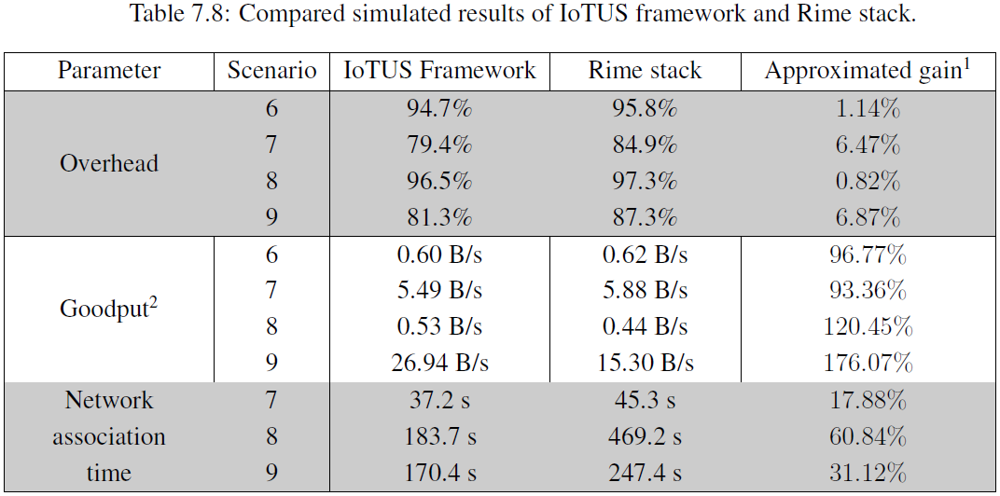 Table 7.8: Compared simulated results of IoTUS framework and Rime stack.
Parameter Scenario IoTUS Framework Rime stack Approximated gain¹
Overhead
6 94.7% 95.8% 1.14%
7 79.4% 84.9% 6.47%
8 96.5% 97.3% 0.82%
9 81.3% 87.3% 6.87%
Goodput²
6 0.60 B/s 0.62 B/s 96.77%
7 5.49 B/s 5.88 B/s 93.36%
8 0.53 B/s 0.44 B/s 120.45%
9 26.94 B/s 15.30 B/s 176.07%
Network 7 37.2 s 45.3 s 17.88%
association 8 183.7 s 469.2 s 60.84%
time 9 170.4 s 247.4 s 31.12%